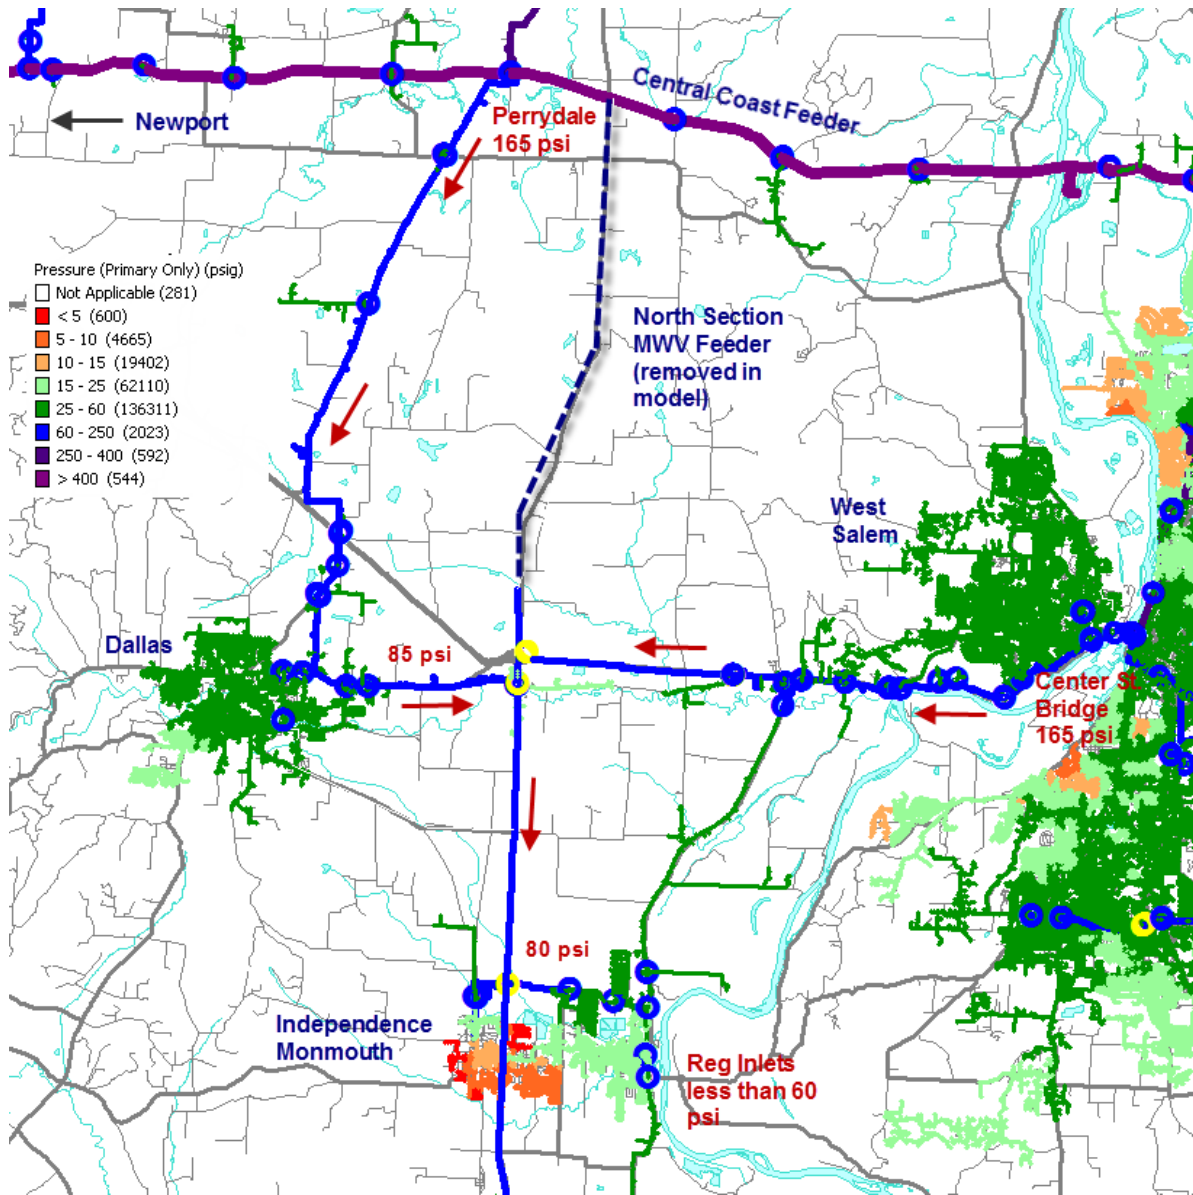 Central Coast Feeder
Perrydale
165 psi
Newport
Pressure (Primary Only) (psig)
Not Applicable (281)
< 5 (600)
5 - 10 (4665)
10 - 15 (19402)
15 - 25 (62110)
25 - 60 (136311)
60 - 250 (2023)
250 - 400 (592)
> 400 (544)
North Section
MWV Feeder
(removed in
model)
West
Salem
Dallas
85 psi
Center St.
Bridge
165 psi
80 psi
Independence
Monmouth
Reg Inlets
less than 60
psi